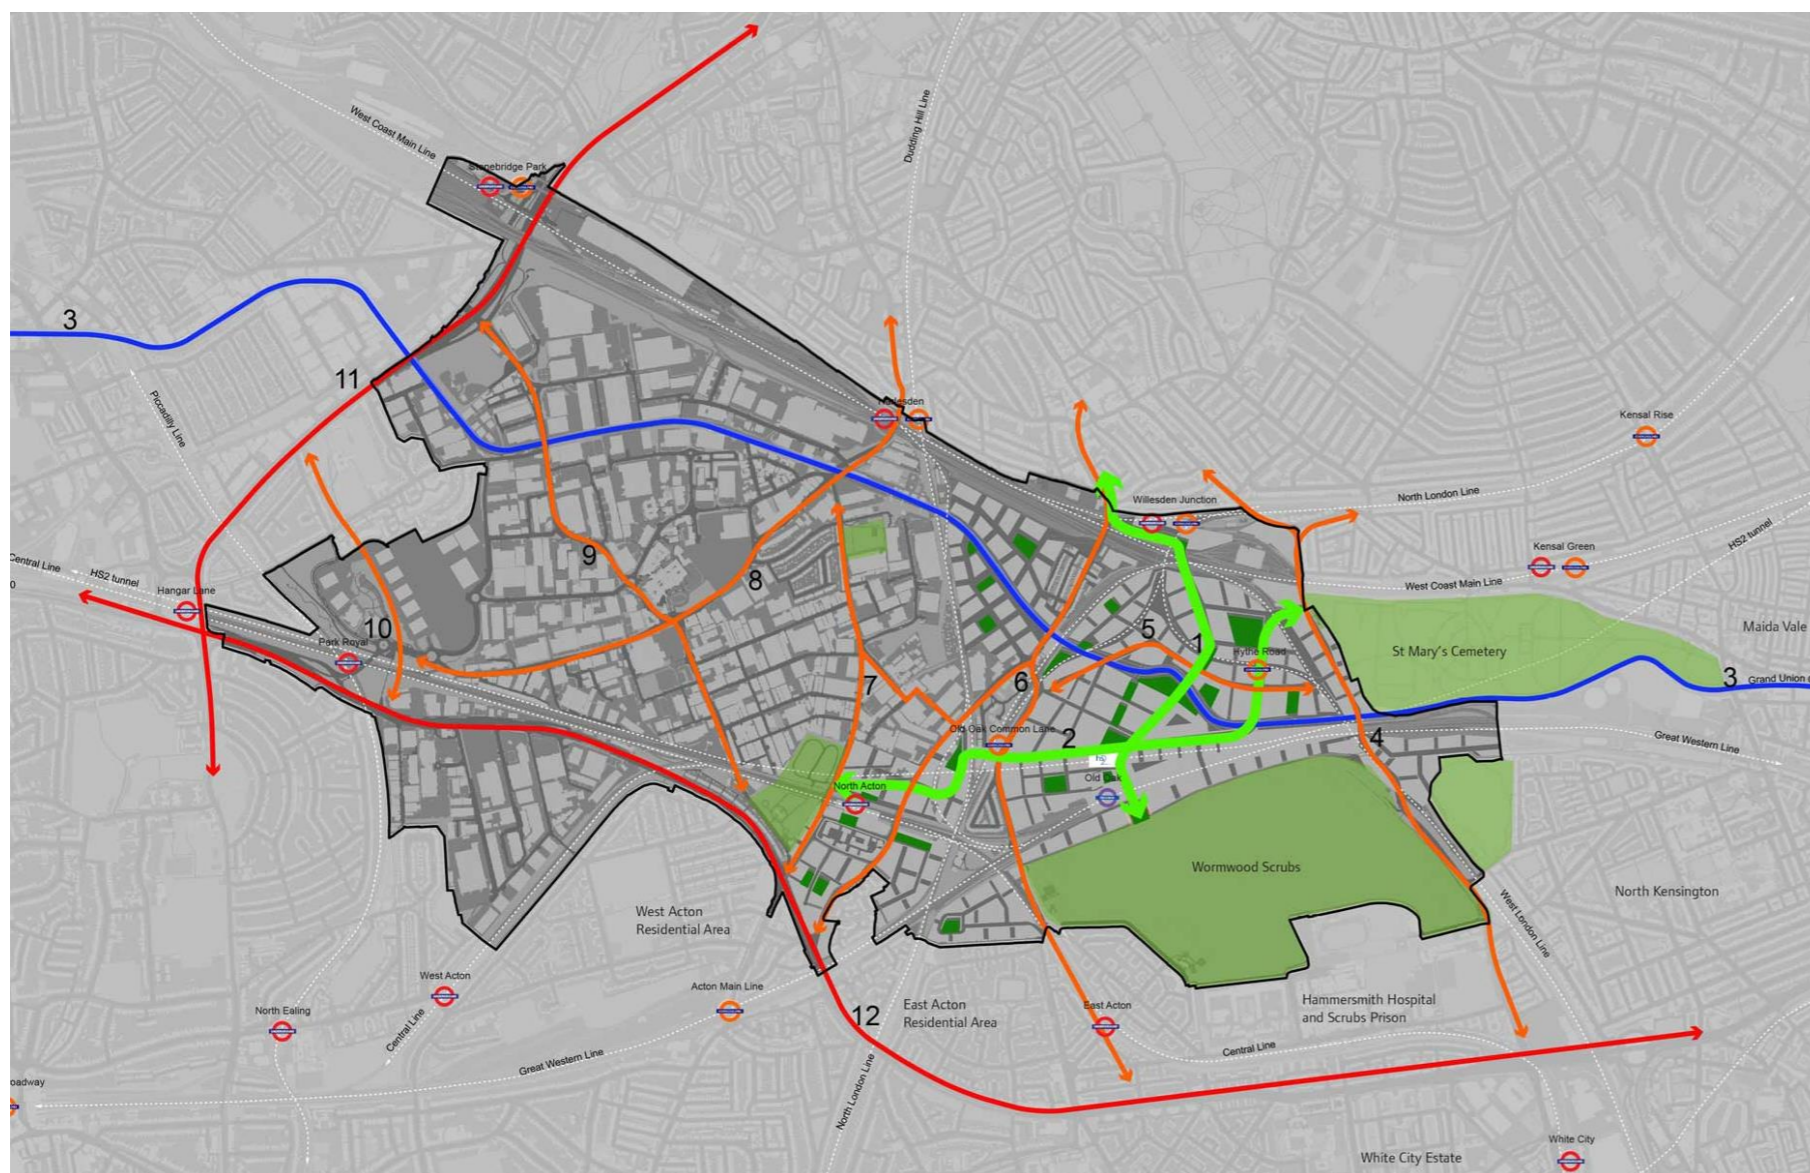 West Coast Main Line
Dudding Hill Line
Stonebridge Park
3
11
Piccadilly Line
Harlesden
Kensal Rise
Willesden Junction
North London Line
HS2 tunnel
Kensal Green
West Coast Main Line
Central Line
HS2 tunnel
Hangar Lane
9
8
10
Park Royal
5
1
Hythe Road
St Mary's Cemetery
Maida Vale
7
6
3
Grand Union
Old Oak Common Lane
2
4
Great Western Line
Old Oak
North Acton
Wormwood Scrubs
North Kensington
West London Line
West Acton
Residential Area
West Acton
North Ealing
Central Line
Acton Main Line
East Acton
Residential Area
12
East Acton
Hammersmith Hospital
and Scrubs Prison
Central Line
Great Western Line
North London Line
oadway
White City
White City Estate